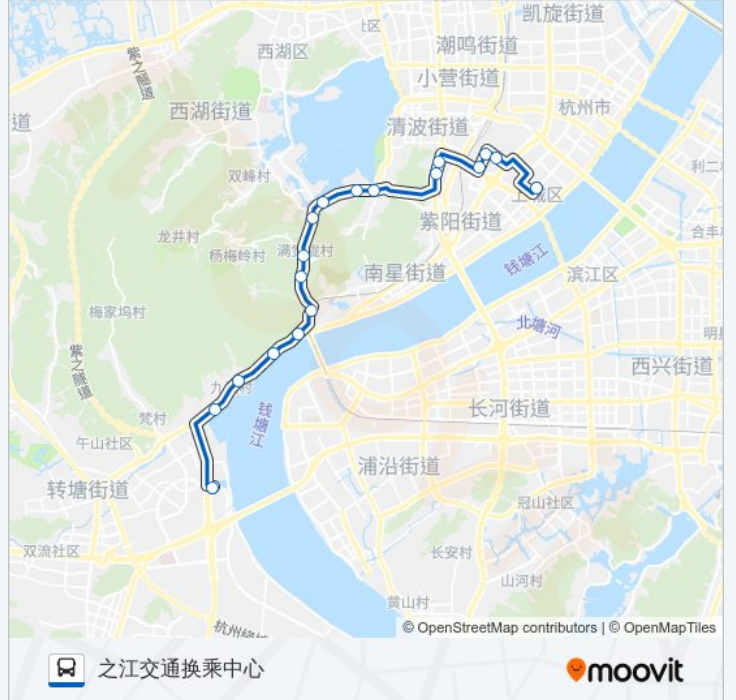 凯旋街道
社区
西湖区
潮鸣街道
紫之隧道
小营街道
西湖街道
杭州市
道
清波街道
双峰村
利二村
上城区
紫阳街道
龙井村
杨梅岭村
南星街道
钱塘江
滨江区
梅家坞村
北塘河
紫之隧道
西兴街道
钱塘江
长河街道
梵村
午山社区
浦沿街道
转塘街道
冠山社区
双流社区
长安村
山河村
黄山村
© OpenStreetMap contributors | © OpenMapTiles
之江交通换乘中心
moovit